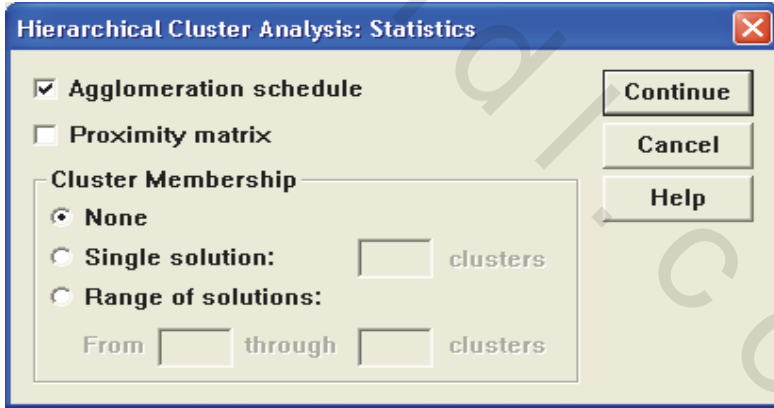 Hierarchical Cluster Analysis: Statistics
Agglomeration schedule
Continue
Proximity matrix
Cancel
Cluster Membership
Help
None
Single solution: clusters
Range of solutions:
From through clusters